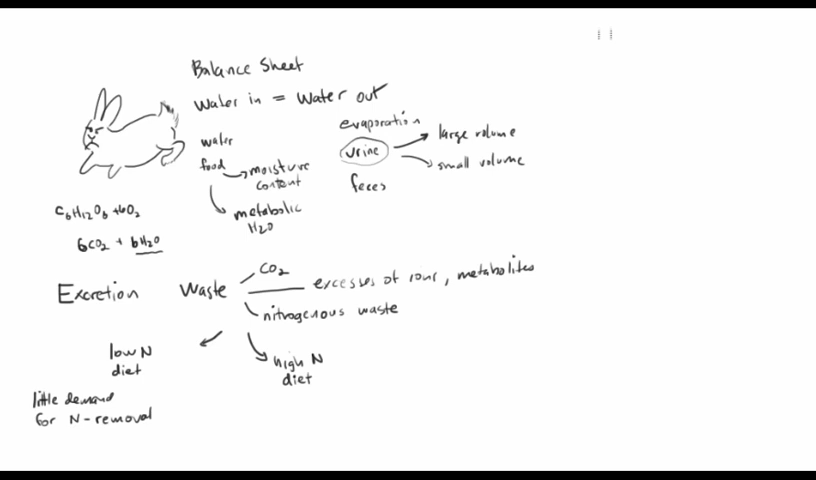 Balance Sheet
Water in = Water out
evaporation
water
urine
large volume
small volume
food
moisture
content
feces
metabolic
H2O
C6H12O6 + 6O2
6CO2 + 6H2O
Excretion
Waste
CO2
excesses of ions, metabolites
nitrogenous waste
low N
diet
high N
diet
little demand
for N-removal